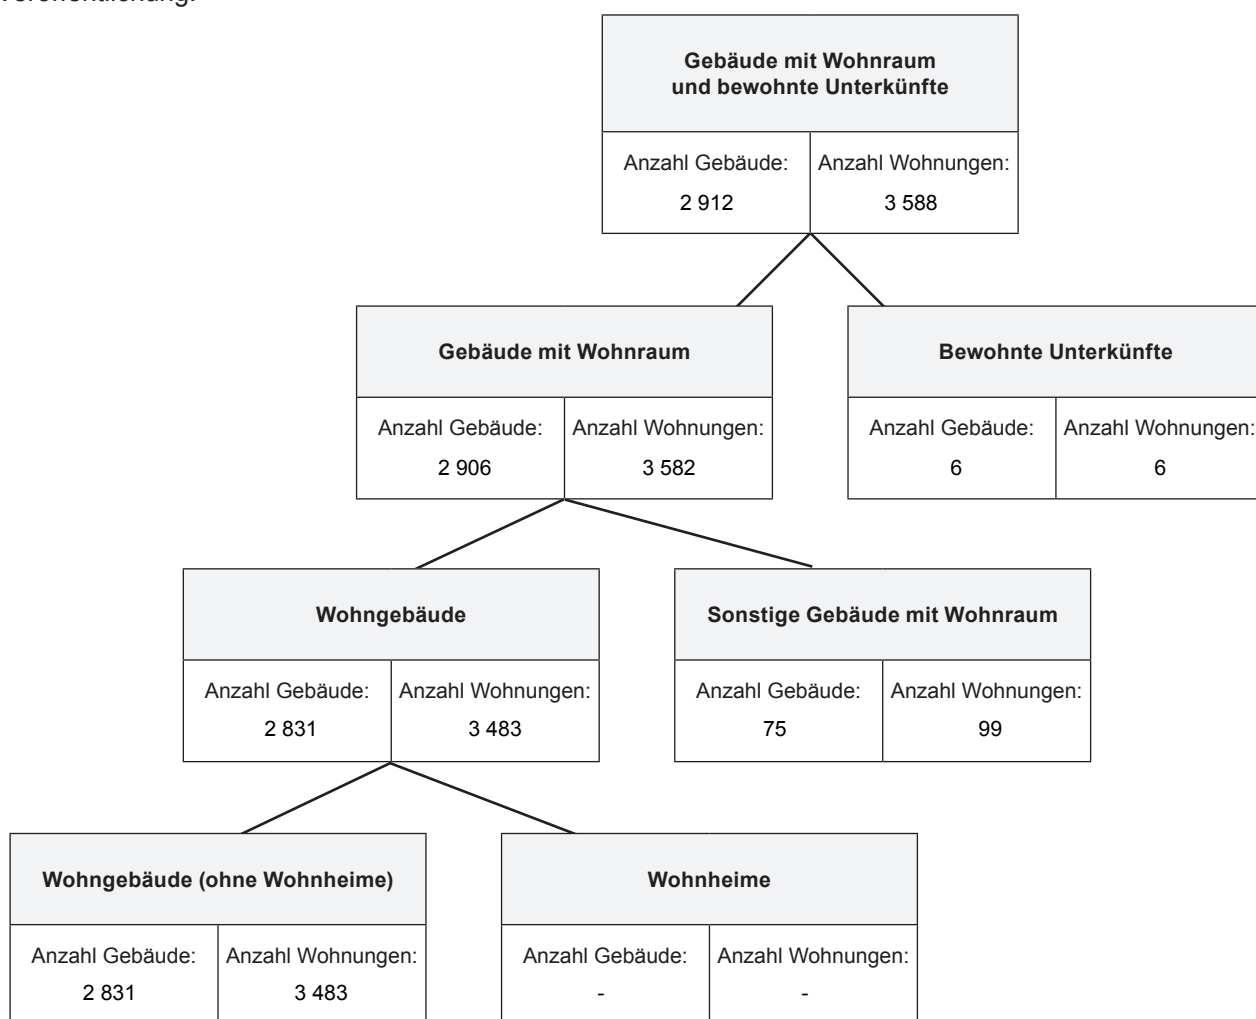 Veröffentlichung.
Gebäude mit Wohnraum
und bewohnte Unterkünfte
Anzahl Gebäude: Anzahl Wohnungen:
2 912 3 588
Gebäude mit Wohnraum Bewohnte Unterkünfte
Anzahl Gebäude: Anzahl Wohnungen: Anzahl Gebäude: Anzahl Wohnungen:
2 906 3 582 6 6
Wohngebäude Sonstige Gebäude mit Wohnraum
Anzahl Gebäude: Anzahl Wohnungen: Anzahl Gebäude: Anzahl Wohnungen:
2 831 3 483 75 99
Wohngebäude (ohne Wohnheime) Wohnheime
Anzahl Gebäude: Anzahl Wohnungen: Anzahl Gebäude: Anzahl Wohnungen:
2 831 3 483 - -